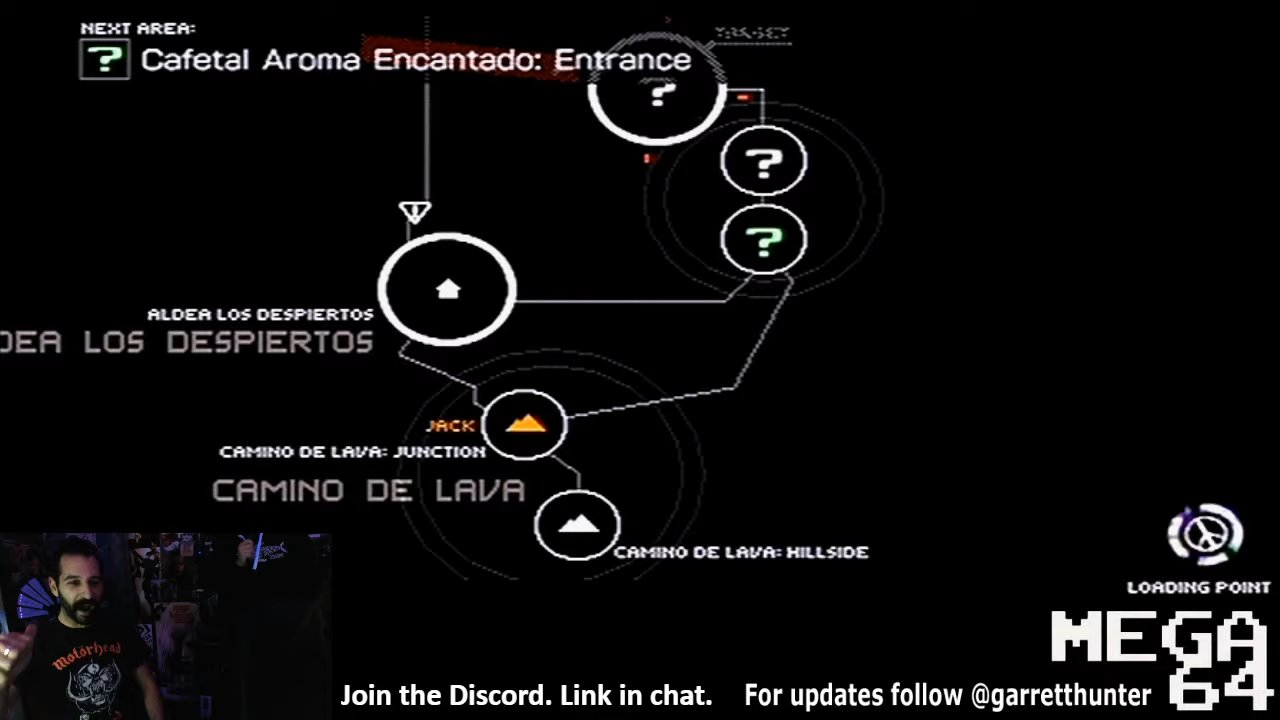 NEXT AREA:
? Cafetal Aroma Encantado: Entrance
TARGET
?
?
?
ALDEA LOS DESPIERTOS
DEA LOS DESPIERTOS
JACK
CAMINO DE LAVA: JUNCTION
CAMINO DE LAVA
CAMINO DE LAVA: HILLSIDE
LOADING POINT
MEGA
64
Motörhead
Join the Discord. Link in chat.
For updates follow @garretthunter